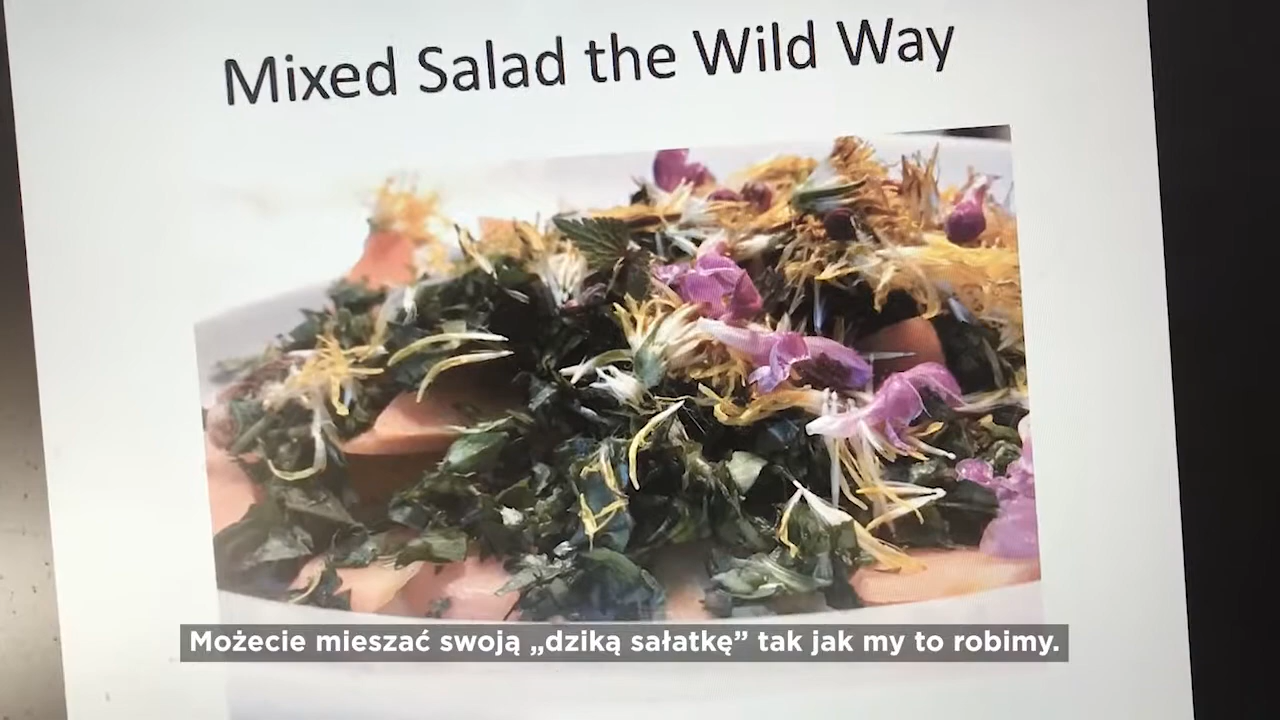 Mixed Salad the Wild Way
Możecie mieszać swoją „dziką sałatkę” tak jak my to robimy.